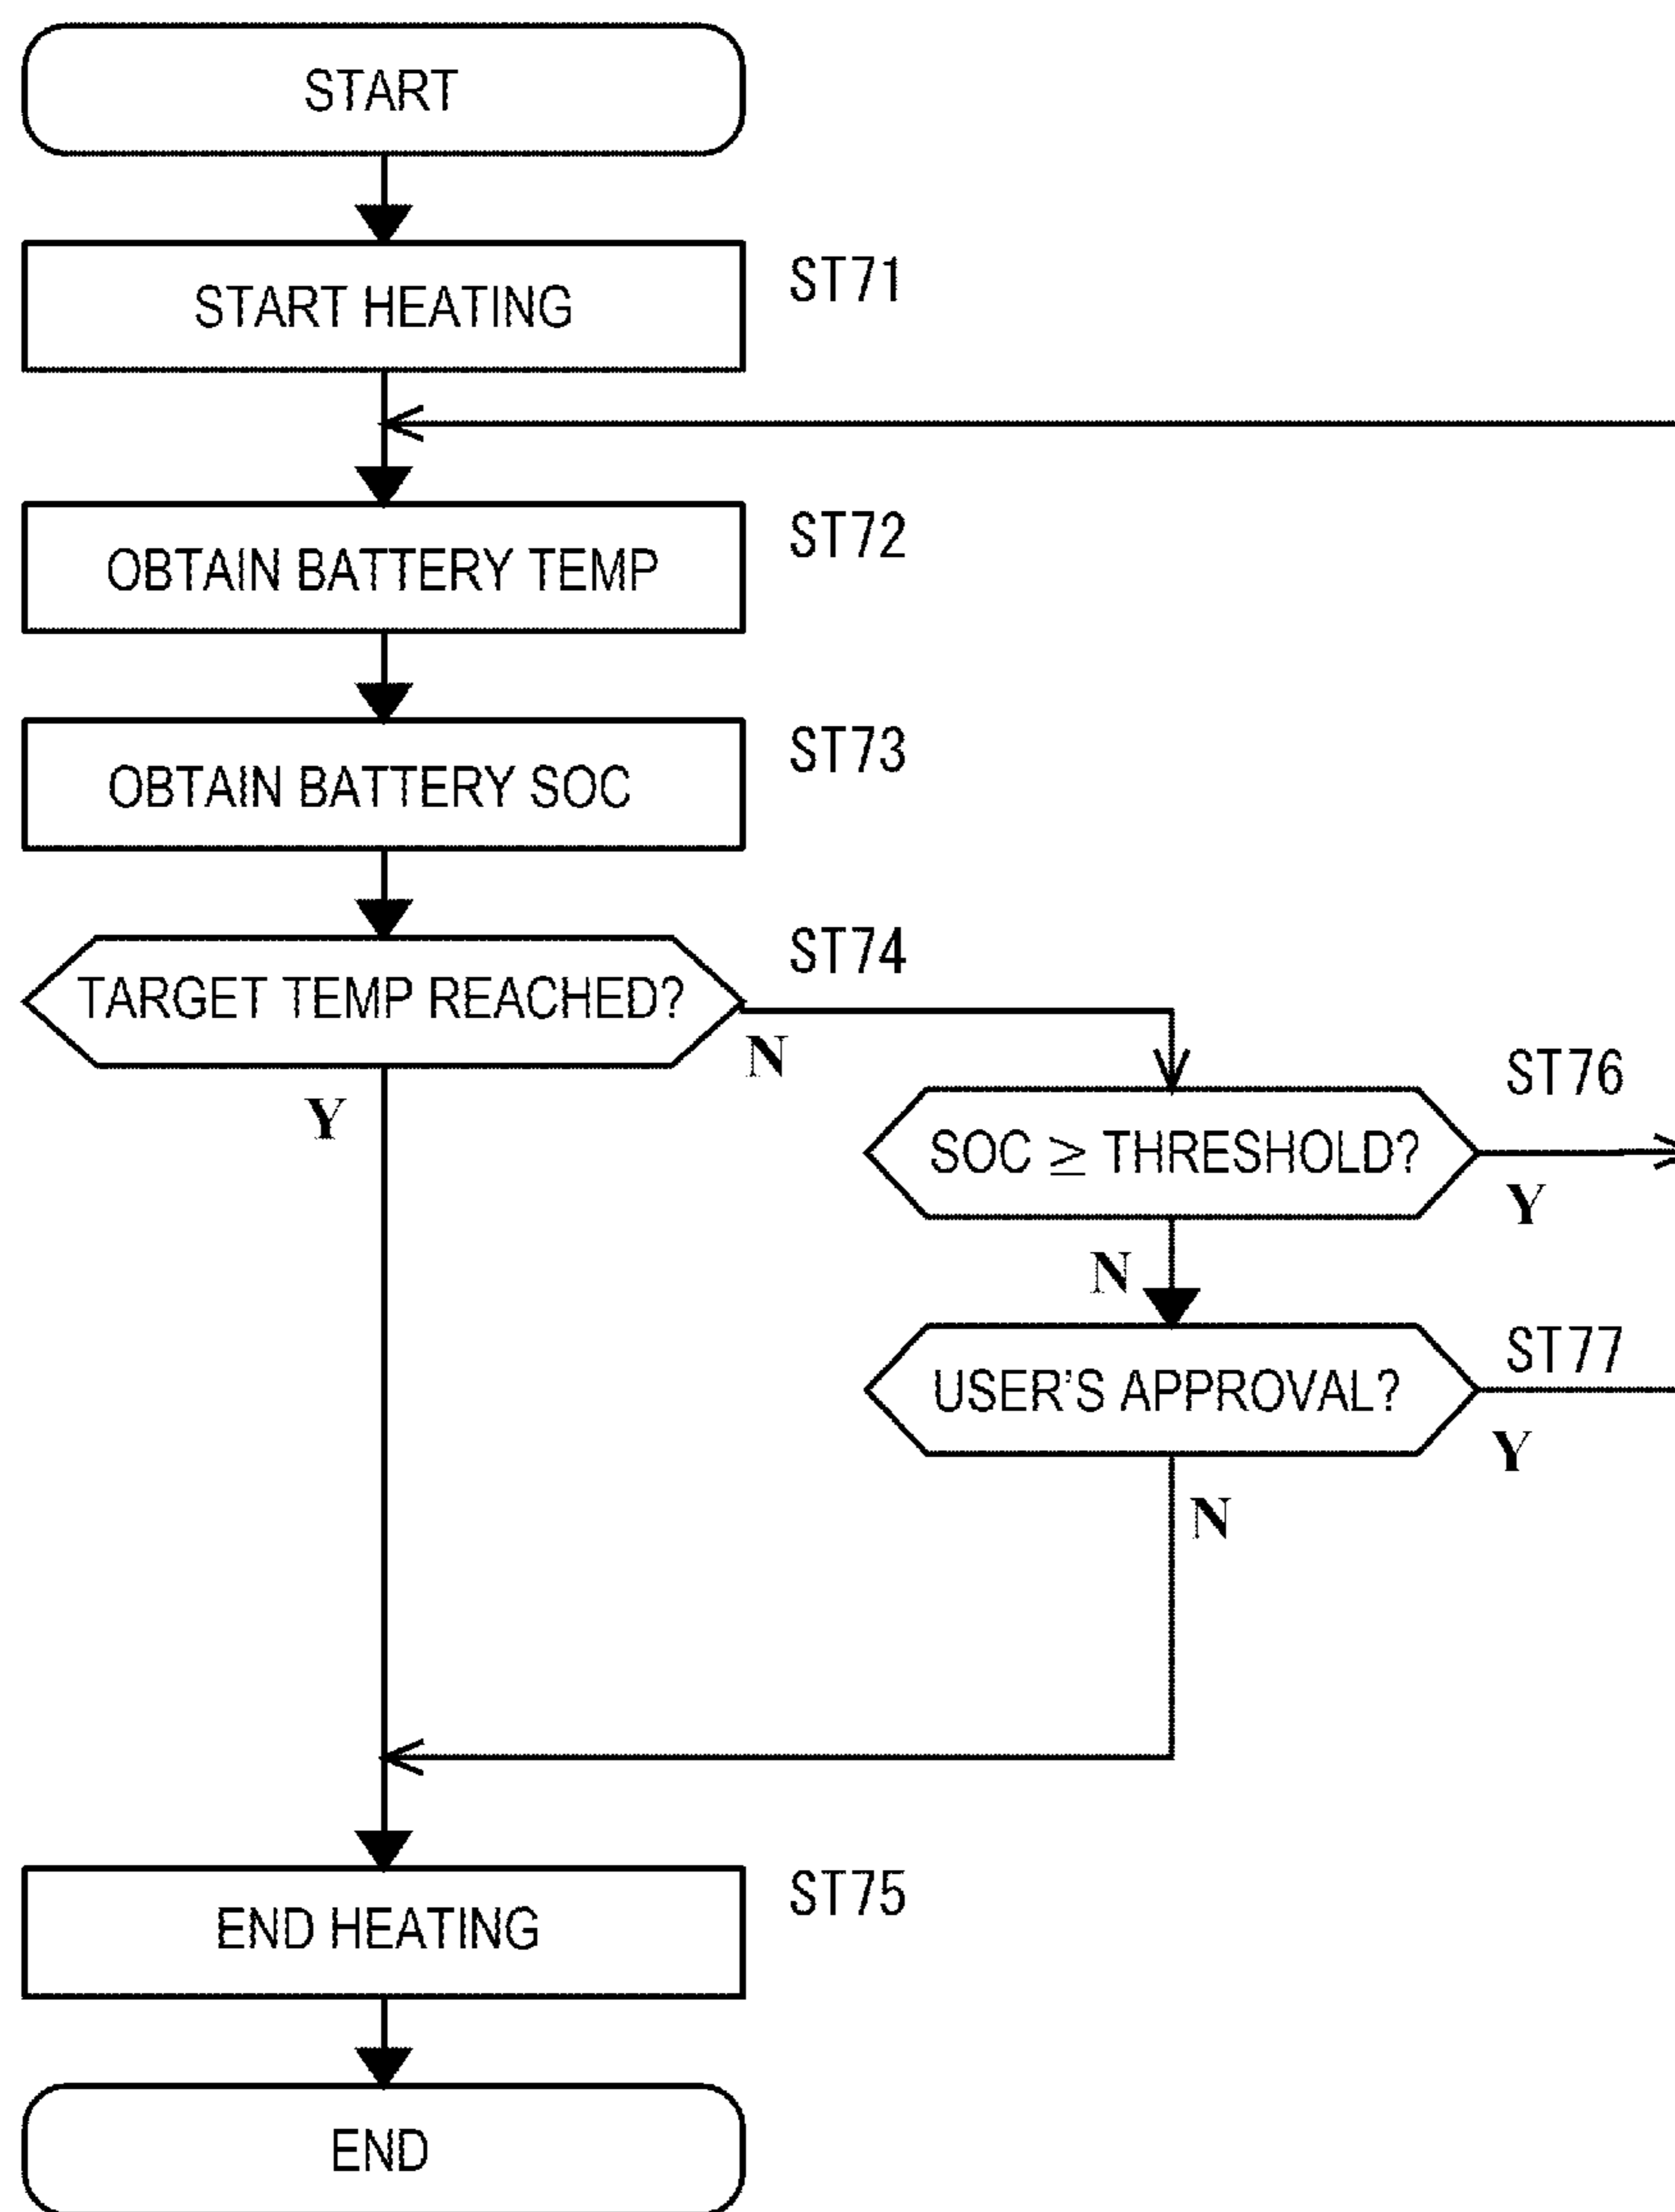 START
START HEATING
ST71
OBTAIN BATTERY TEMP
ST72
OBTAIN BATTERY SOC
ST73
TARGET TEMP REACHED?
ST74
N
Y
SOC ≥ THRESHOLD?
ST76
Y
N
USER'S APPROVAL?
ST77
Y
N
END HEATING
ST75
END